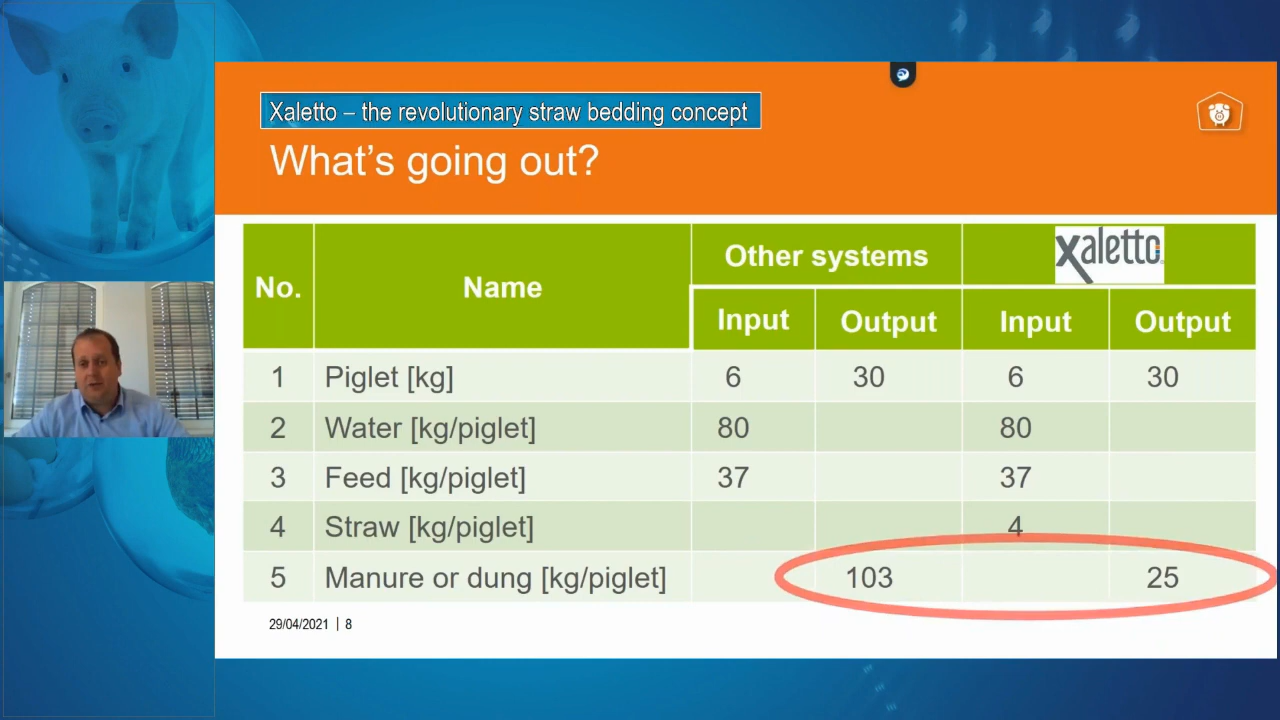 Xaletto – the revolutionary straw bedding concept
What's going out?
No. Name Other systems xaletto
Input Output Input Output
1 Piglet [kg] 6 30 6 30
2 Water [kg/piglet] 80 80
3 Feed [kg/piglet] 37 37
4 Straw [kg/piglet] 4
5 Manure or dung [kg/piglet] 103 25
29/04/2021 | 8